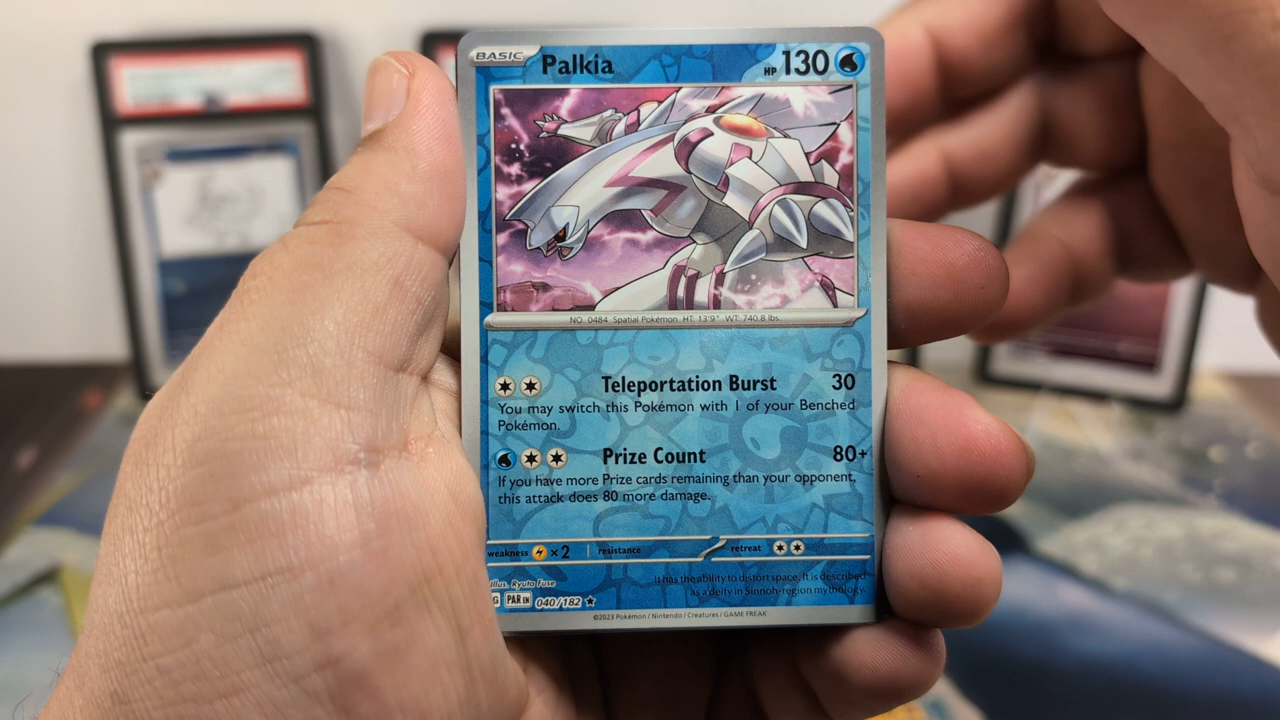 BASIC Palkia HP 130
NO. 0484 Spatial Pokémon HT: 13'9" WT: 740.8 lbs.
Teleportation Burst 30
You may switch this Pokémon with 1 of your Benched
Pokémon.
Prize Count 80+
If you have more Prize cards remaining than your opponent,
this attack does 80 more damage.
weakness ×2 resistance retreat
Illus. Ryuta Fuse
It has the ability to distort space. It is described
as a deity in Sinnoh-region mythology.
G PAR EN 040/182
©2023 Pokémon / Nintendo / Creatures / GAME FREAK